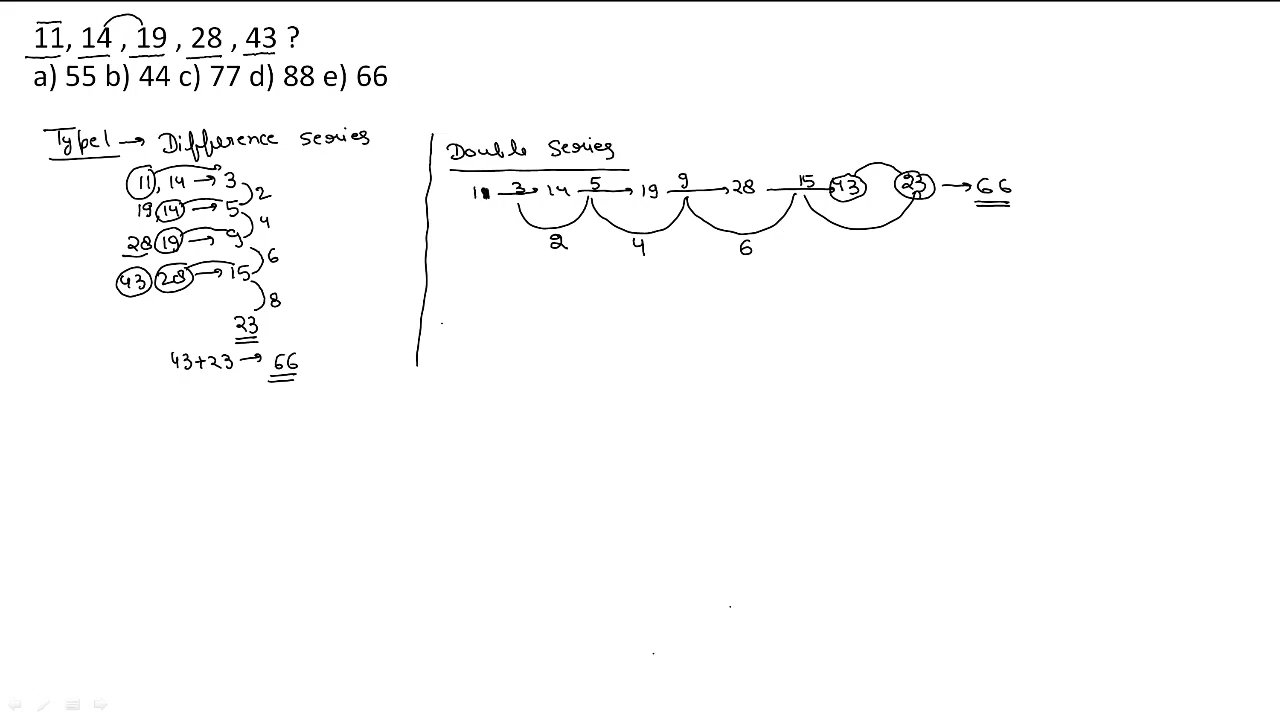 11, 14 , 19 , 28 , 43 ?
a) 55 b) 44 c) 77 d) 88 e) 66
Type1 → Difference series
11, 14 → 3
2
19, 14 → 5
4
28 19 → 9
6
43 28 → 15
8
23
43+23 → 66
Double Series
11 3 14 5 19 9 28 15 43 23 → 66
2 4 6